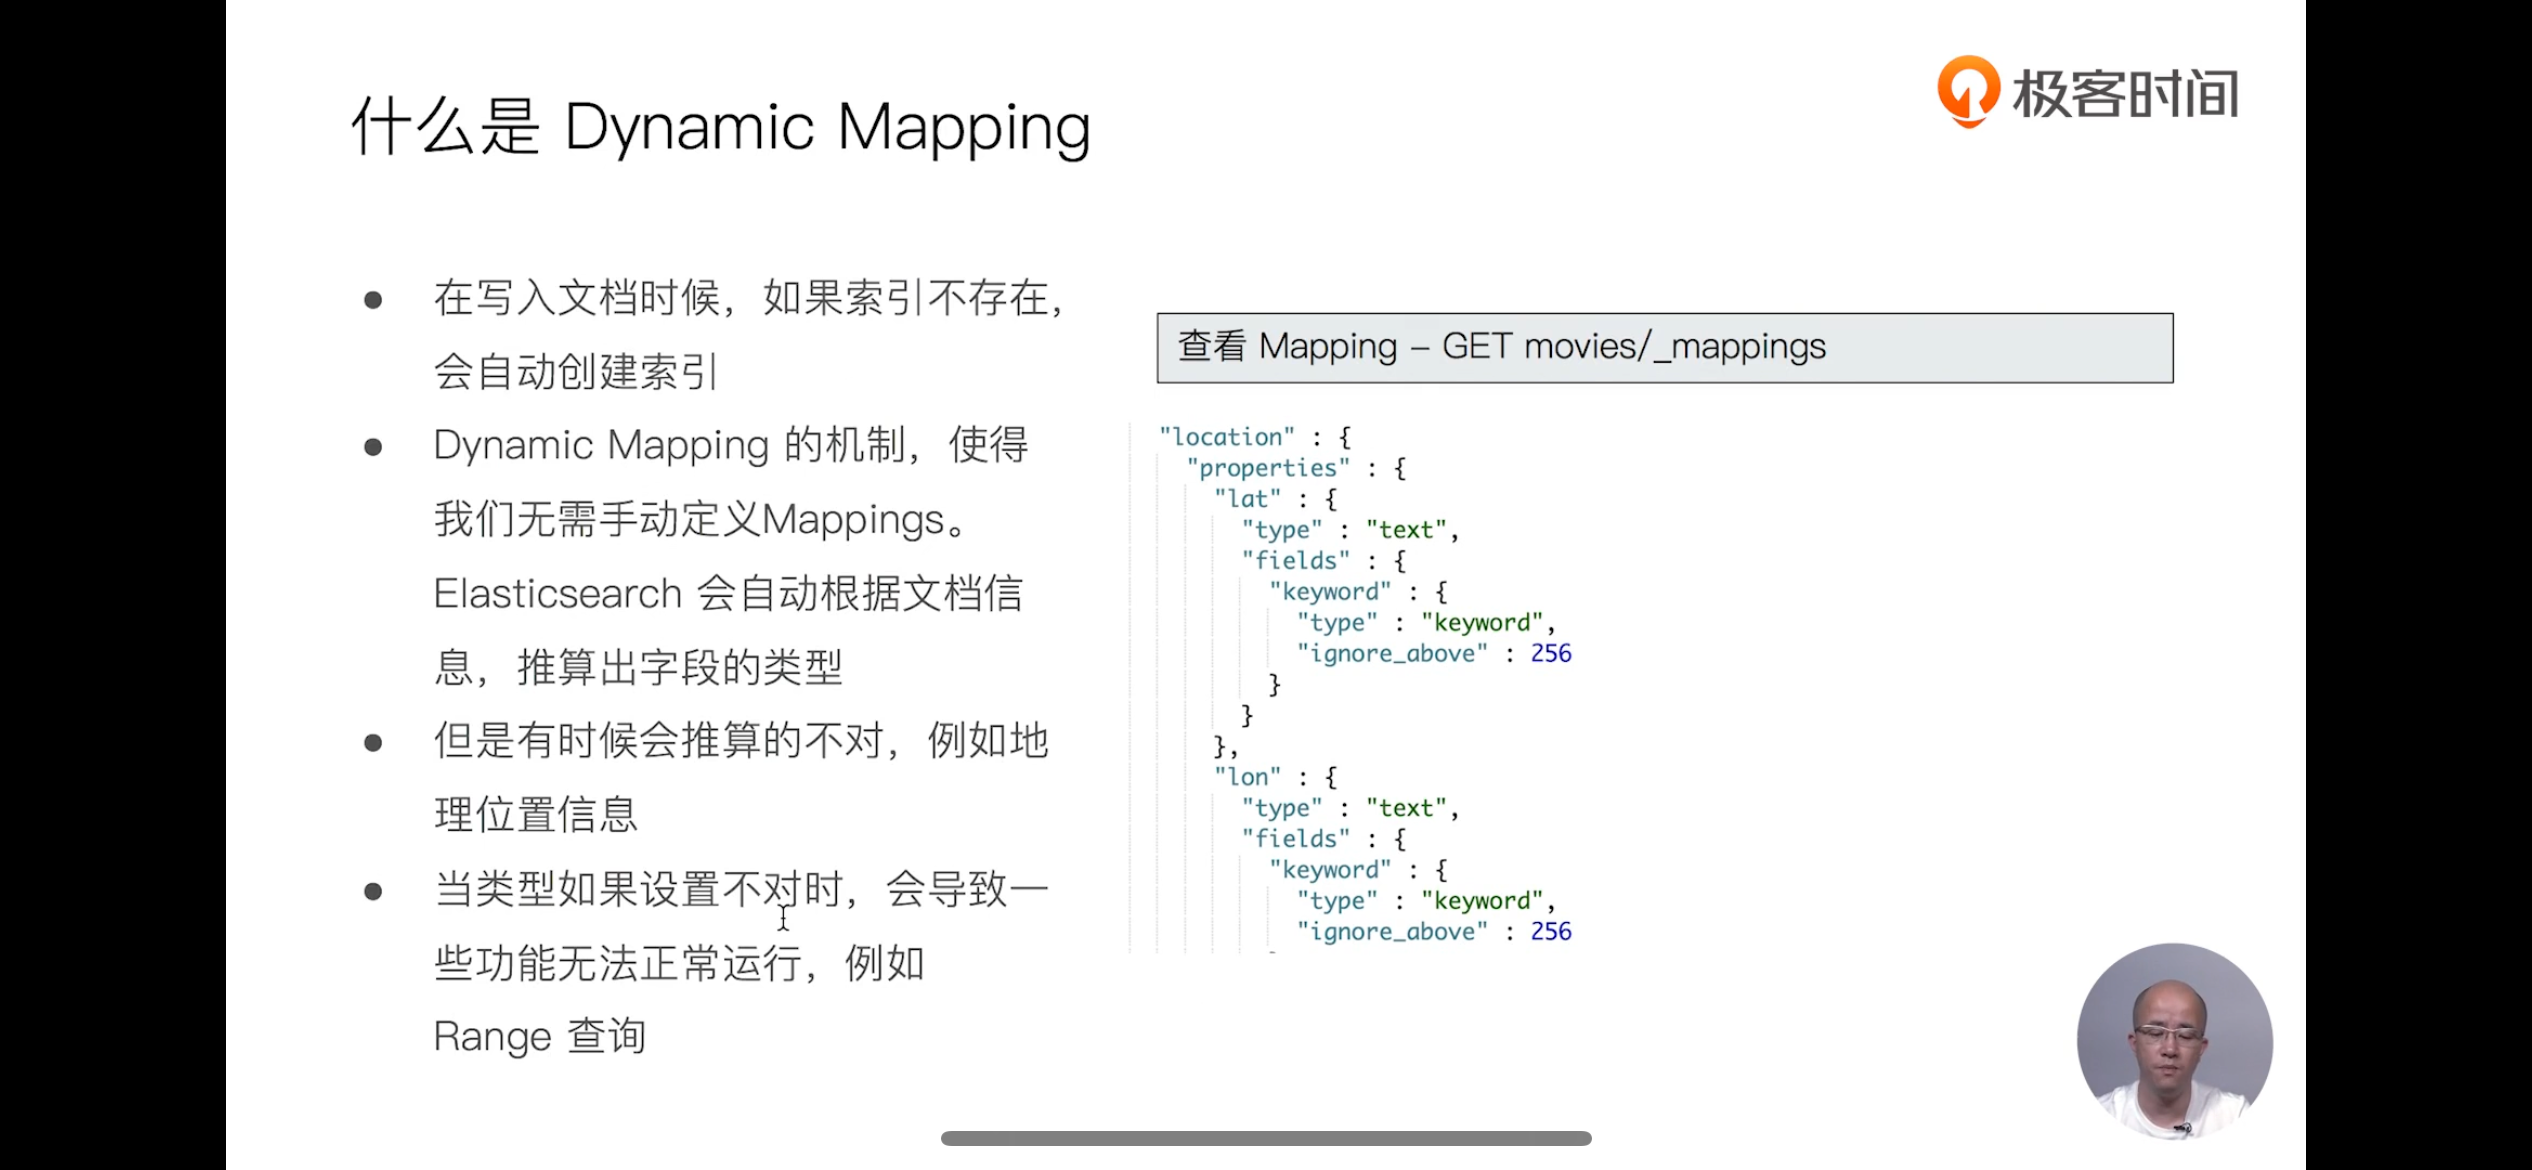 什么是 Dynamic Mapping
极客时间
在写入文档时候，如果索引不存在，
会自动创建索引
Dynamic Mapping 的机制，使得
我们无需手动定义Mappings。
Elasticsearch 会自动根据文档信
息，推算出字段的类型
但是有时候会推算的不对，例如地
理位置信息
当类型如果设置不对时，会导致一
些功能无法正常运行，例如
Range 查询
查看 Mapping – GET movies/_mappings
"location" : {
"properties" : {
"lat" : {
"type" : "text",
"fields" : {
"keyword" : {
"type" : "keyword",
"ignore_above" : 256
}
}
},
"lon" : {
"type" : "text",
"fields" : {
"keyword" : {
"type" : "keyword",
"ignore_above" : 256